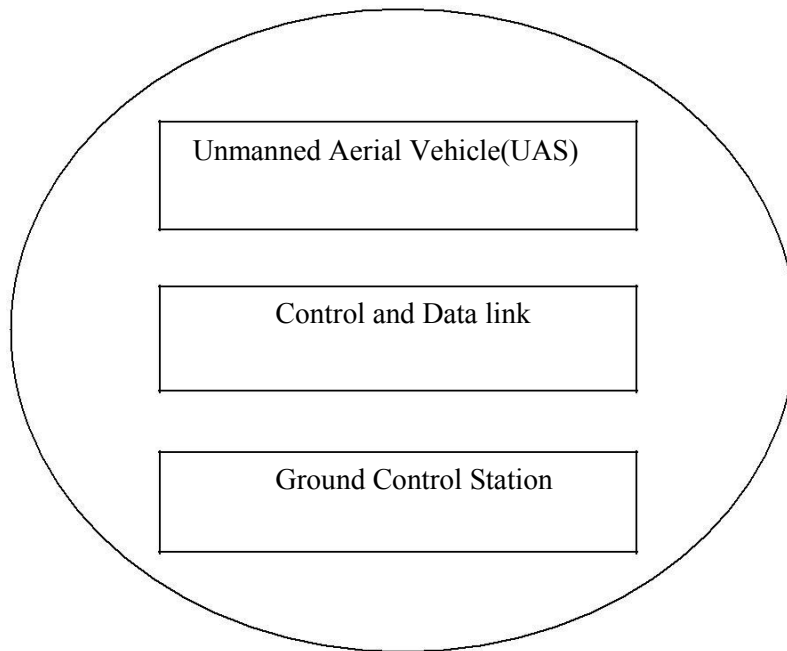 Unmanned Aerial Vehicle(UAS)
Control and Data link
Ground Control Station